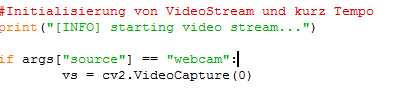 #Initialisierung von VideoStream und kurz Tempo
print("[INFO] starting video stream...")
if args["source"] == "webcam":
vs = cv2.VideoCapture(0)